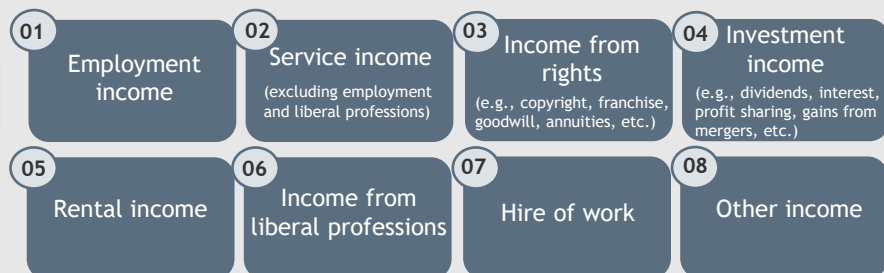 01
Employment
income
02
Service income
(excluding employment
and liberal professions)
03
Income from
rights
(e.g., copyright, franchise,
goodwill, annuities, etc.)
04
Investment
income
(e.g., dividends, interest,
profit sharing, gains from
mergers, etc.)
05
Rental income
06
Income from
liberal professions
07
Hire of work
08
Other income